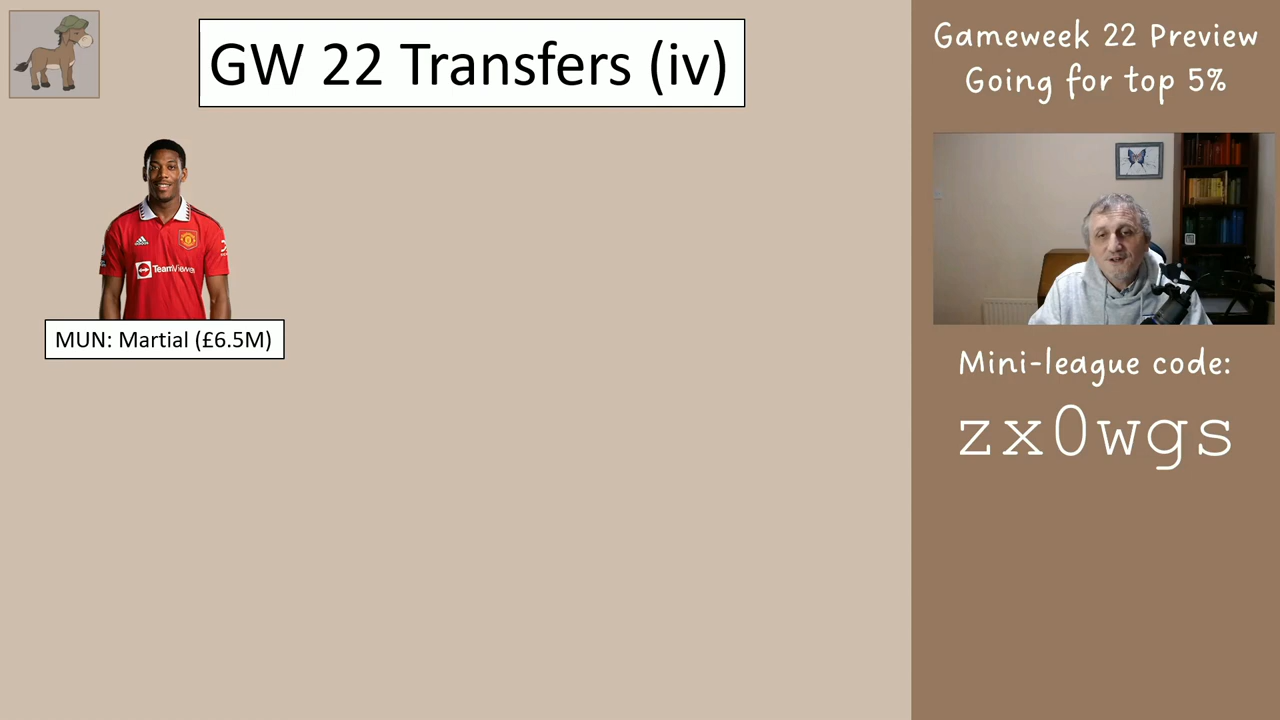 GW 22 Transfers (iv)
TeamViewer
MUN: Martial (£6.5M)
Gameweek 22 Preview
Going for top 5%
Mini-league code:
zx0wgs